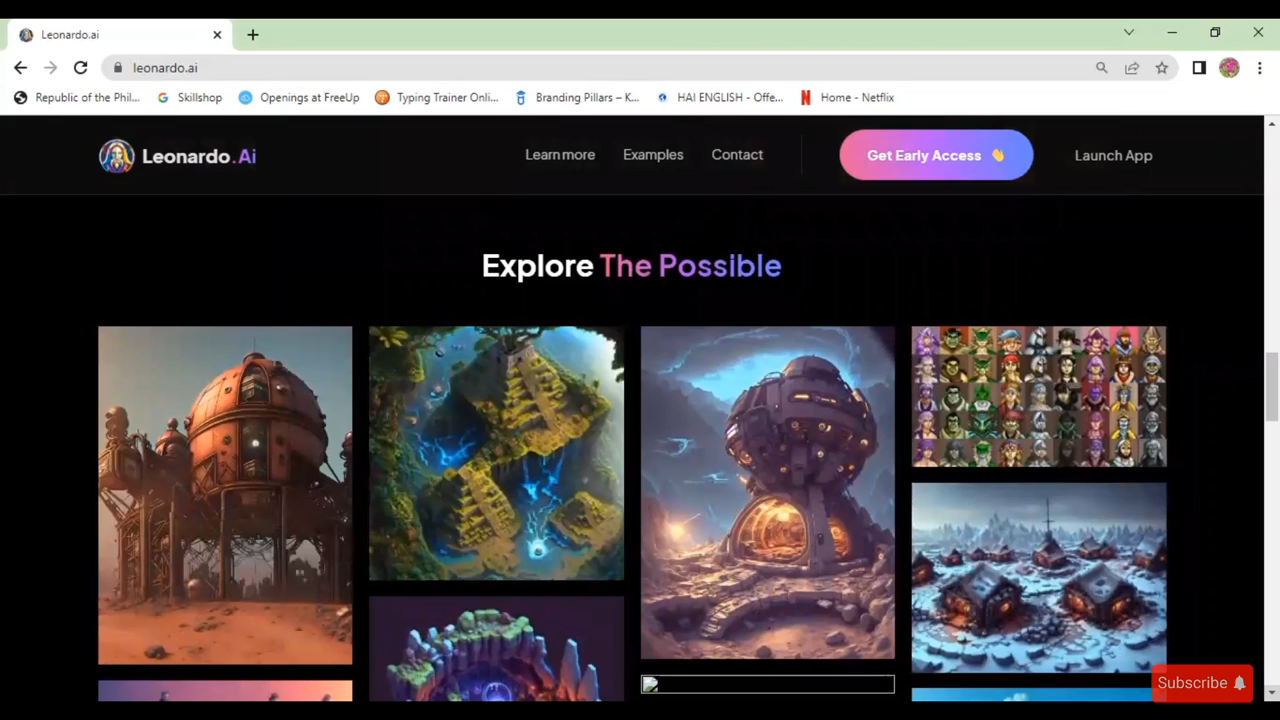 Leonardo.ai
leonardo.ai
Republic of the Phil...
Skillshop
Openings at FreeUp
Typing Trainer Onli...
Branding Pillars – K...
HAI ENGLISH - Offe...
Home - Netflix
Leonardo.Ai
Learn more
Examples
Contact
Get Early Access 👋
Launch App
Explore The Possible
Subscribe